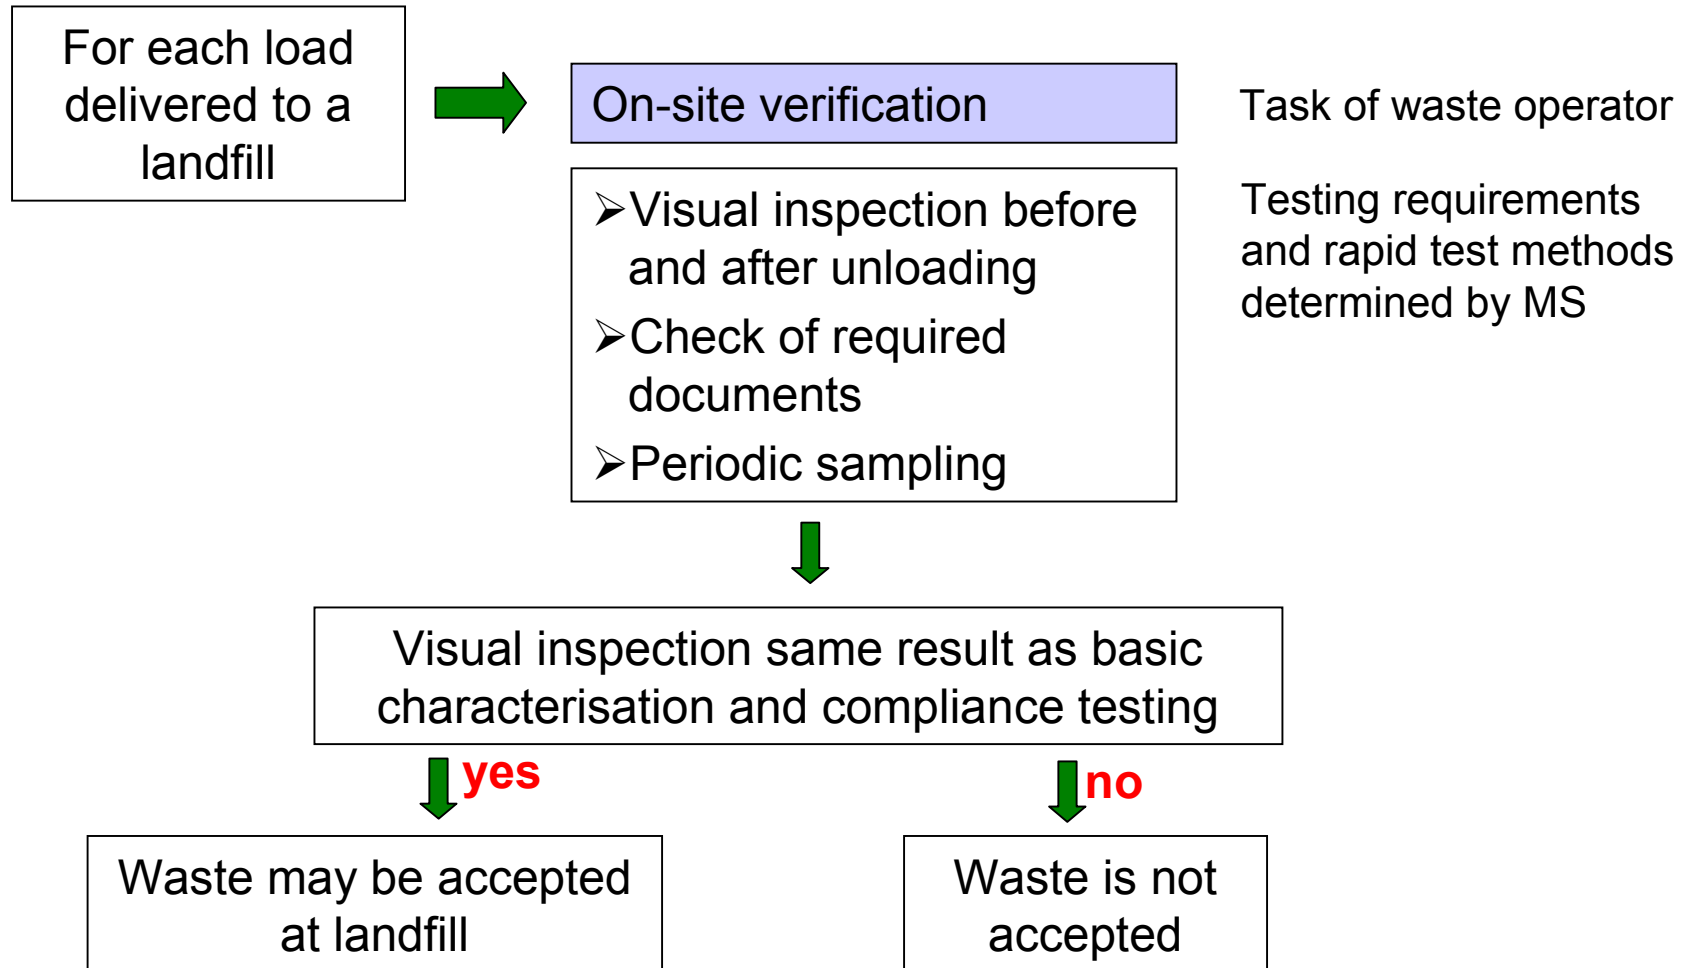 For each load
delivered to a
landfill
On-site verification
Task of waste operator
➢Visual inspection before
and after unloading
➢Check of required
documents
➢Periodic sampling
Testing requirements
and rapid test methods
determined by MS
Visual inspection same result as basic
characterisation and compliance testing
yes
no
Waste may be accepted
at landfill
Waste is not
accepted